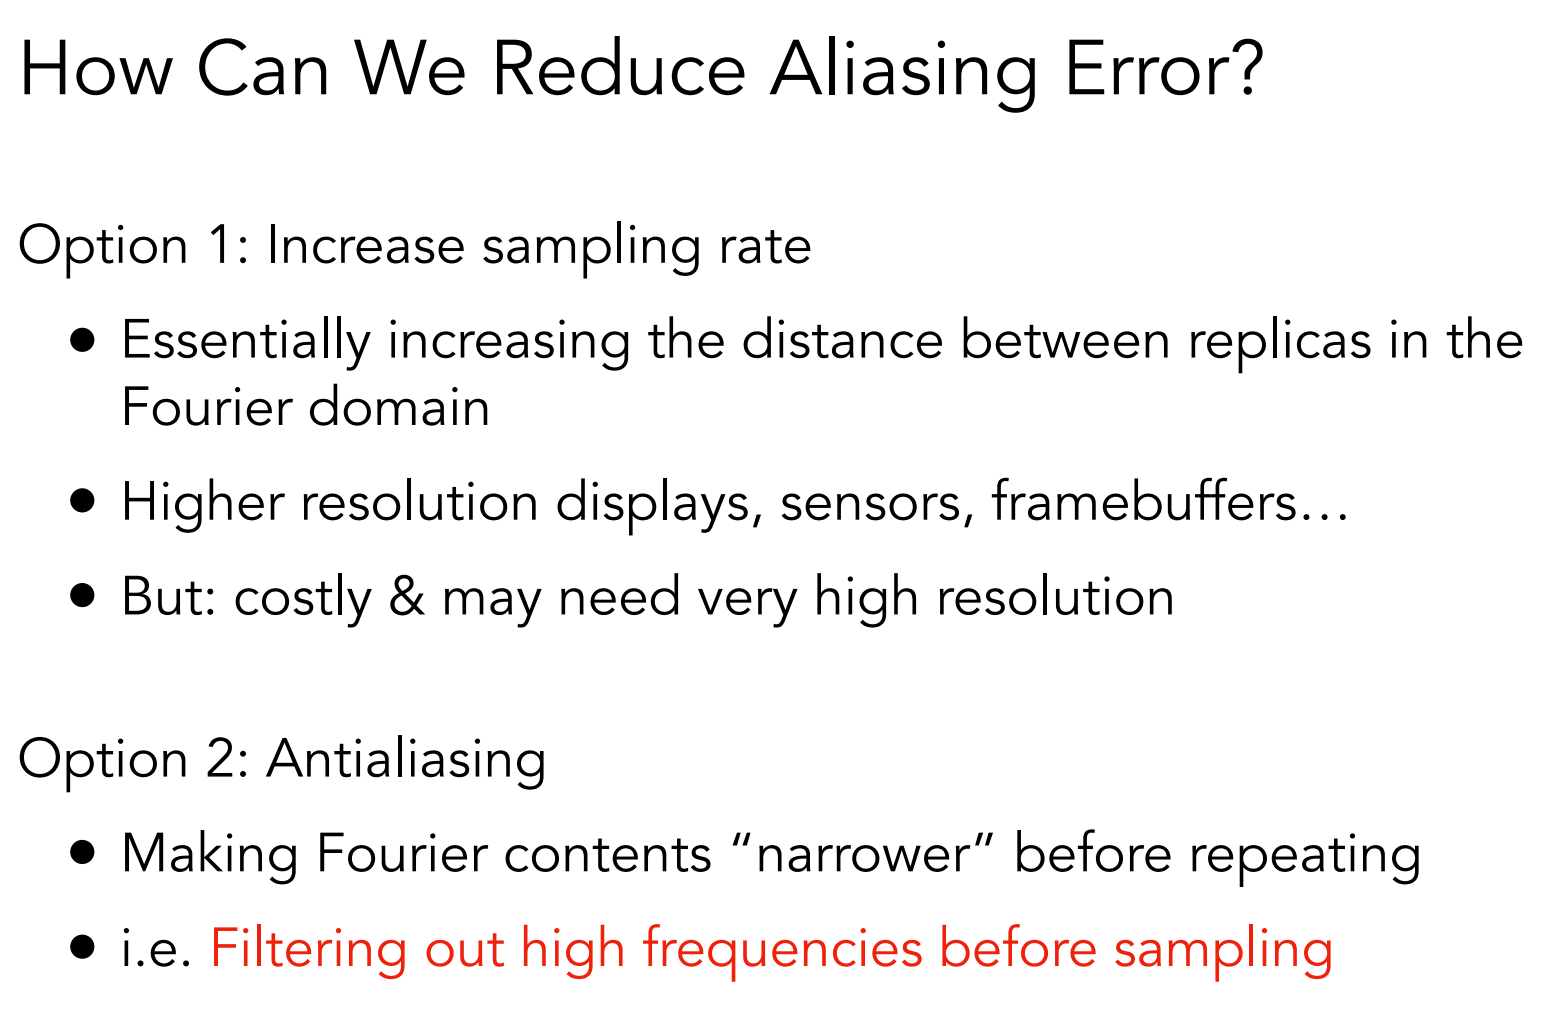 How Can We Reduce Aliasing Error?
Option 1: Increase sampling rate
• Essentially increasing the distance between replicas in the
Fourier domain
• Higher resolution displays, sensors, framebuffers…
• But: costly & may need very high resolution
Option 2: Antialiasing
• Making Fourier contents “narrower” before repeating
• i.e. Filtering out high frequencies before sampling